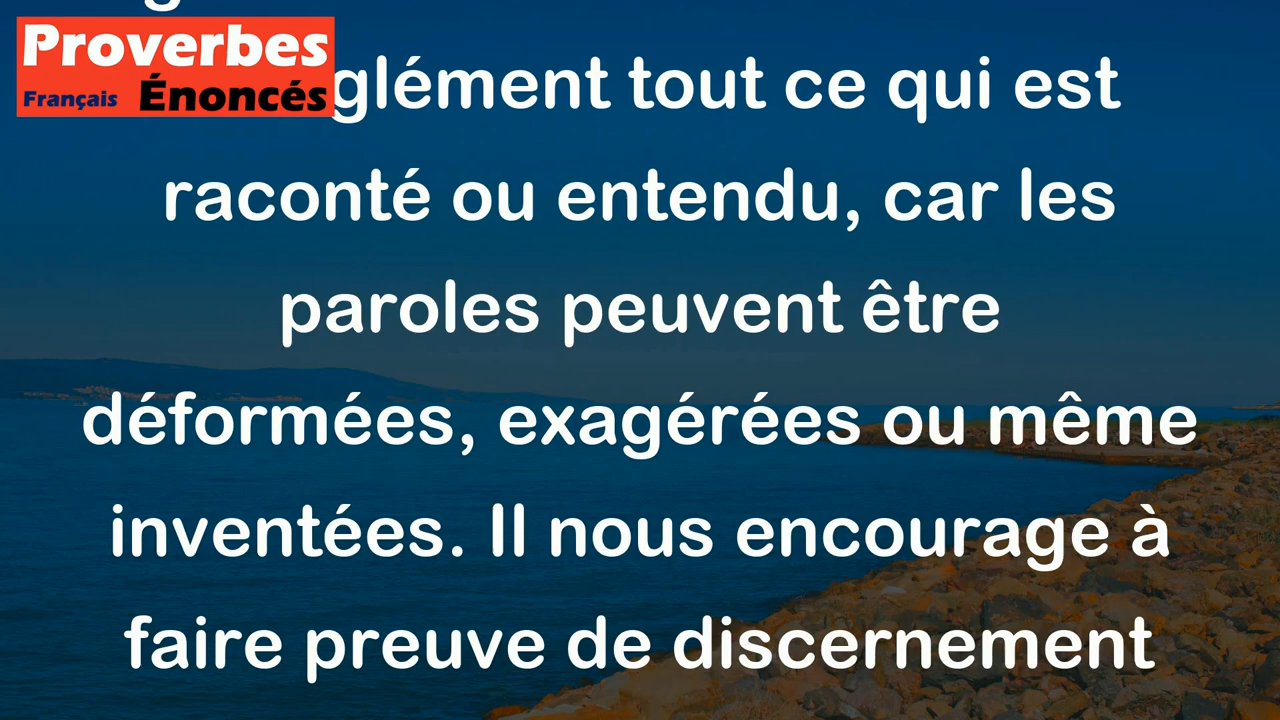 Proverbes
Français Énoncés
glément tout ce qui est
raconté ou entendu, car les
paroles peuvent être
déformées, exagérées ou même
inventées. Il nous encourage à
faire preuve de discernement